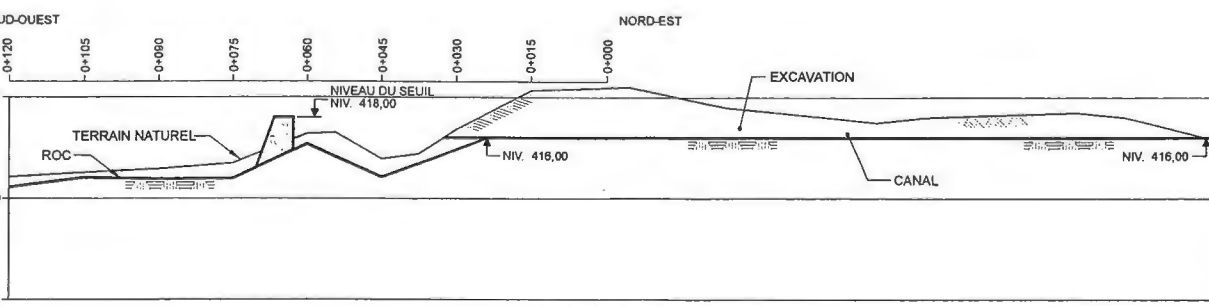 UD-OUEST
NORD-EST
0+120
0+105
0+090
0+075
0+060
0+045
0+030
0+015
0+000
EXCAVATION
NIVEAU DU SEUIL
NIV. 418,00
TERRAIN NATUREL
ROC
NIV. 416,00
NIV. 416,00
CANAL